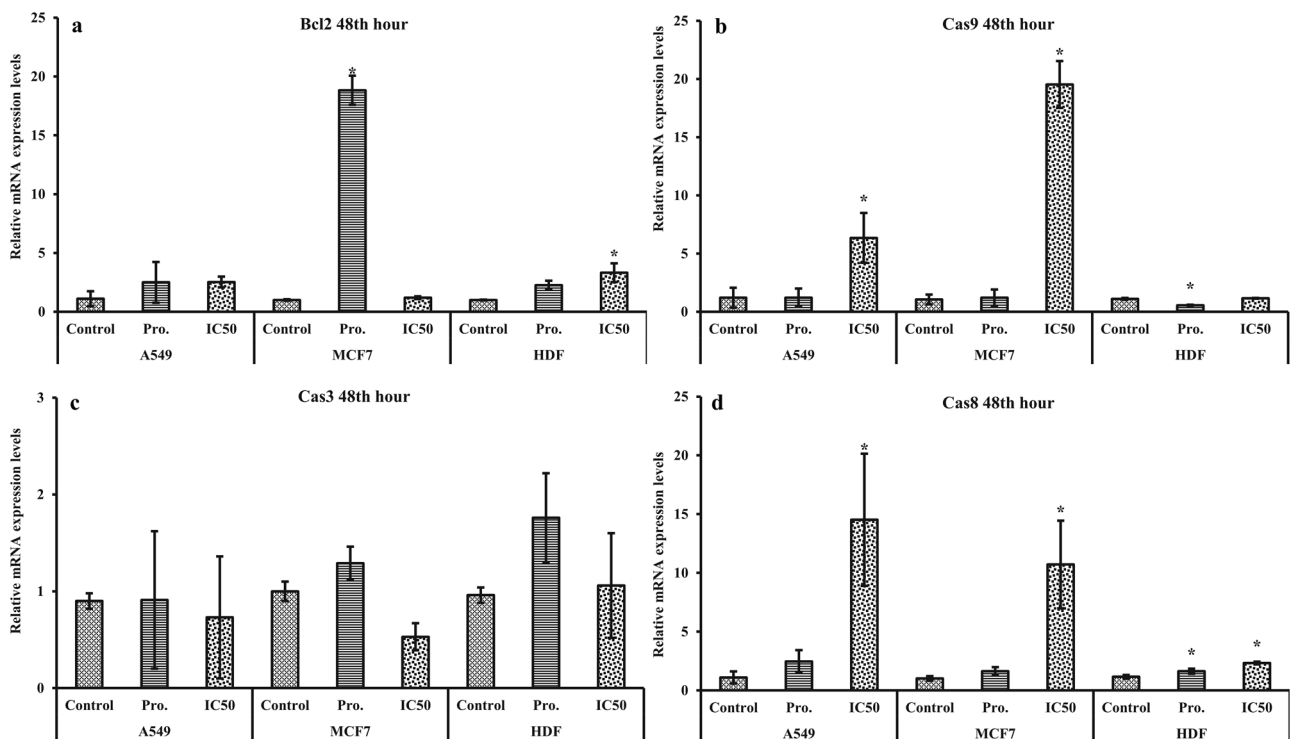 a
Bcl2 48th hour
Relative mRNA expression levels
25
20
15
10
5
0
*
*
Control Pro. IC50 Control Pro. IC50 Control Pro. IC50
A549 MCF7 HDF
b
Cas9 48th hour
Relative mRNA expression levels
25
20
15
10
5
0
*
*
*
Control Pro. IC50 Control Pro. IC50 Control Pro. IC50
A549 MCF7 HDF
c
Cas3 48th hour
Relative mRNA expression levels
3
2
1
0
Control Pro. IC50 Control Pro. IC50 Control Pro. IC50
A549 MCF7 HDF
d
Cas8 48th hour
Relative mRNA expression levels
25
20
15
10
5
0
*
*
*
*
Control Pro. IC50 Control Pro. IC50 Control Pro. IC50
A549 MCF7 HDF